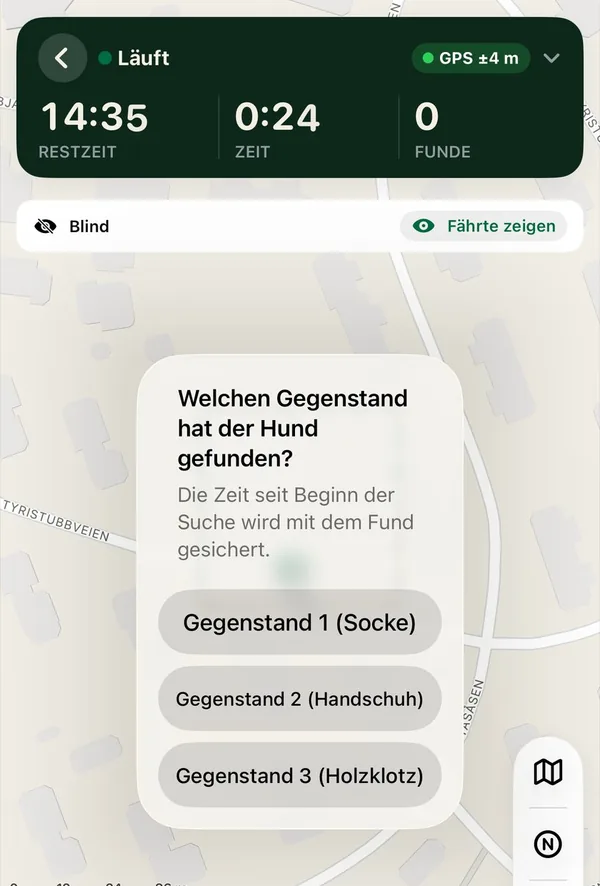 Läuft
GPS ±4 m
14:35
0:24
0
RESTZEIT
ZEIT
FUNDE
Blind
Fährte zeigen
Welchen Gegenstand
hat der Hund
gefunden?
Die Zeit seit Beginn der
Suche wird mit dem Fund
gesichert.
TYRISTUBBVEIEN
Gegenstand 1 (Socke)
Gegenstand 2 (Handschuh)
Gegenstand 3 (Holzklotz)
N